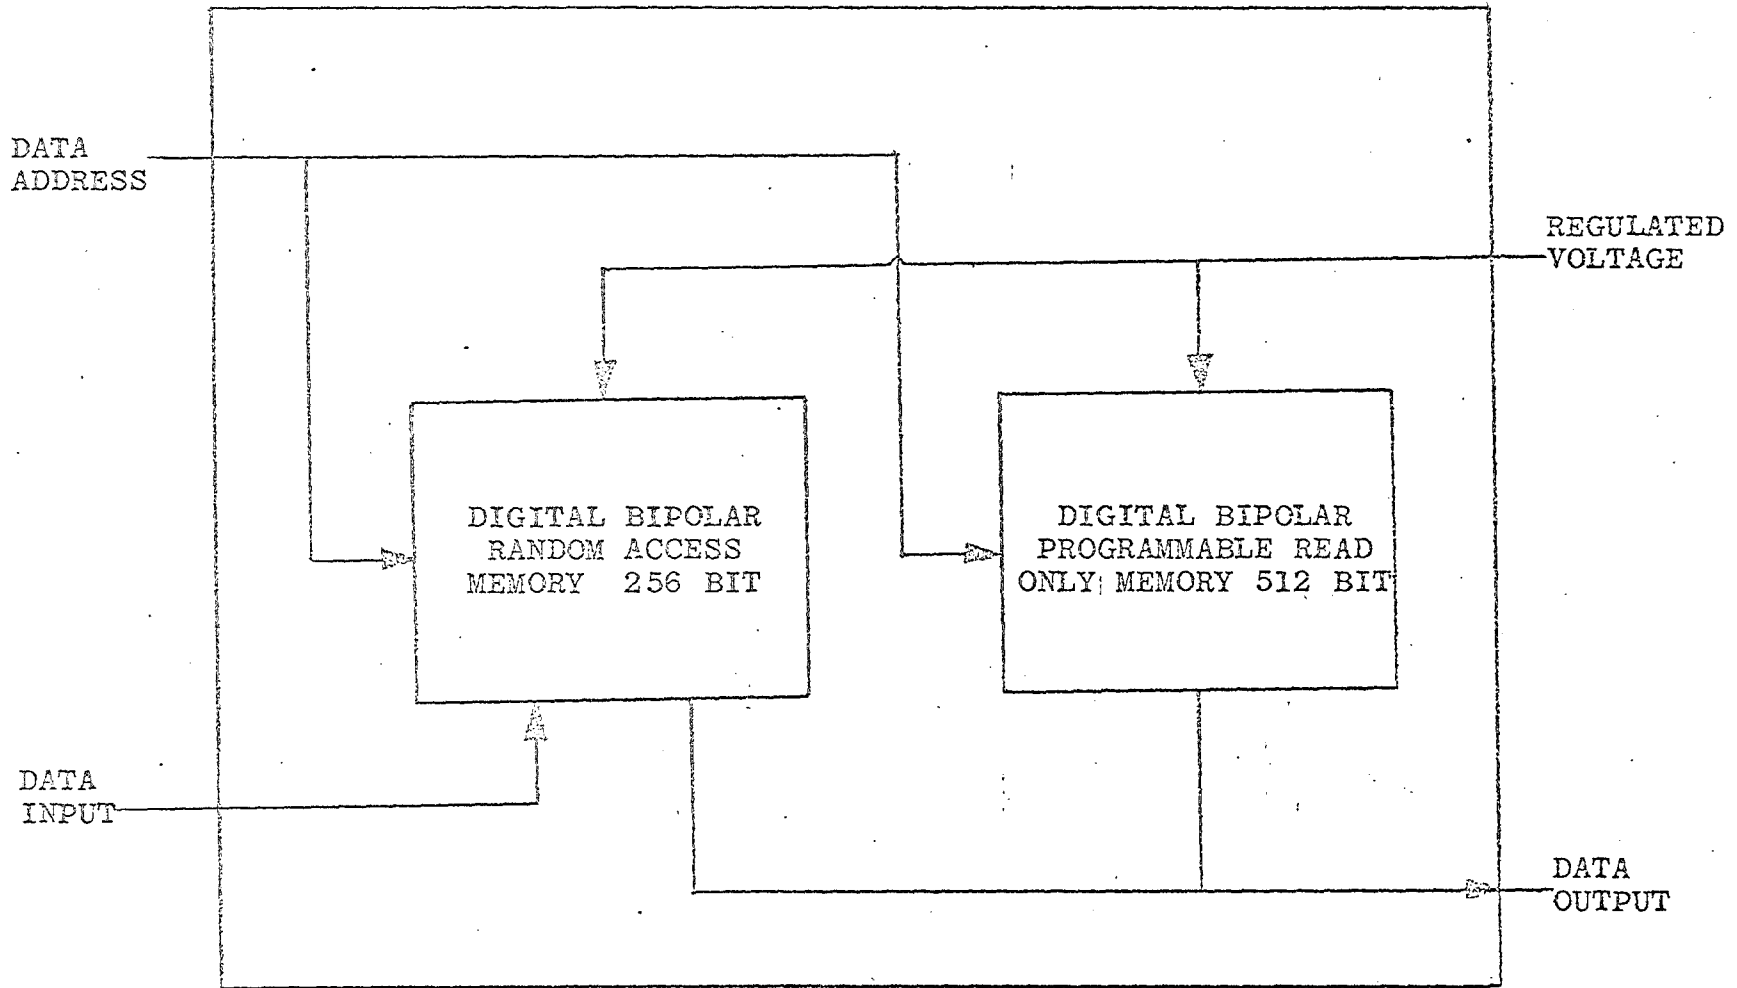 DATA
ADDRESS
REGULATED
VOLTAGE
DIGITAL BIPOLAR
RANDOM ACCESS
MEMORY 256 BIT
DIGITAL BIPOLAR
PROGRAMMABLE READ
ONLY MEMORY 512 BIT
DATA
INPUT
DATA
OUTPUT